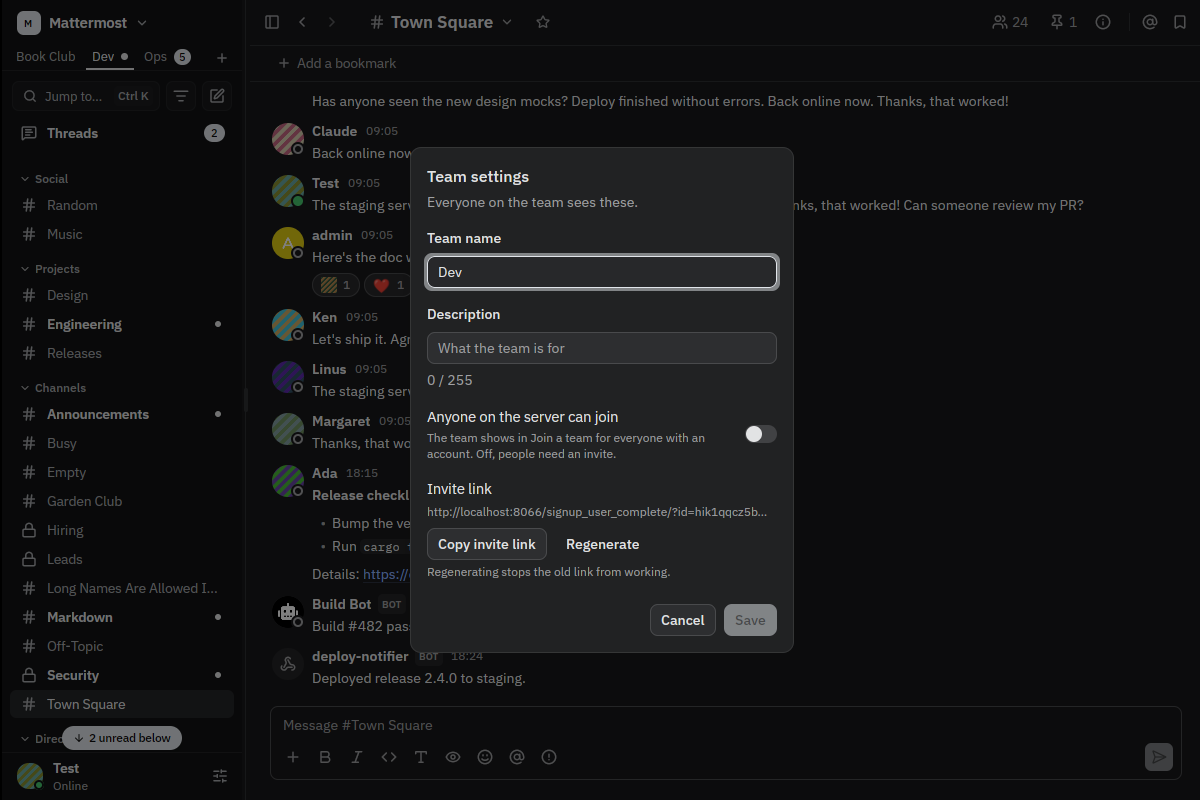 M Mattermost
Book Club Dev Ops 5
Jump to... Ctrl K
Threads 2
Social
Random
Music
Projects
Design
Engineering
Releases
Channels
Announcements
Busy
Empty
Garden Club
Hiring
Leads
Long Names Are Allowed I...
Markdown
Off-Topic
Security
Town Square
Direc
2 unread below
Test
Online
Town Square
24
1
Add a bookmark
Has anyone seen the new design mocks? Deploy finished without errors. Back online now. Thanks, that worked!
Claude 09:05
Back online now
Test 09:05
The staging serv
nks, that worked! Can someone review my PR?
A
admin 09:05
Here's the doc w
1 1
Ken 09:05
Let's ship it. Agr
Linus 09:05
The staging serv
Margaret 09:05
Thanks, that wo
Ada 18:15
Release checkl
• Bump the ve
• Run cargo t
Details: https://
Build Bot BOT
Build #482 pas
deploy-notifier BOT 18:24
Deployed release 2.4.0 to staging.
Message #Town Square
Team settings
Everyone on the team sees these.
Team name
Dev
Description
What the team is for
0 / 255
Anyone on the server can join
The team shows in Join a team for everyone with an
account. Off, people need an invite.
Invite link
http://localhost:8066/signup_user_complete/?id=hik1qqcz5b...
Copy invite link Regenerate
Regenerating stops the old link from working.
Cancel Save